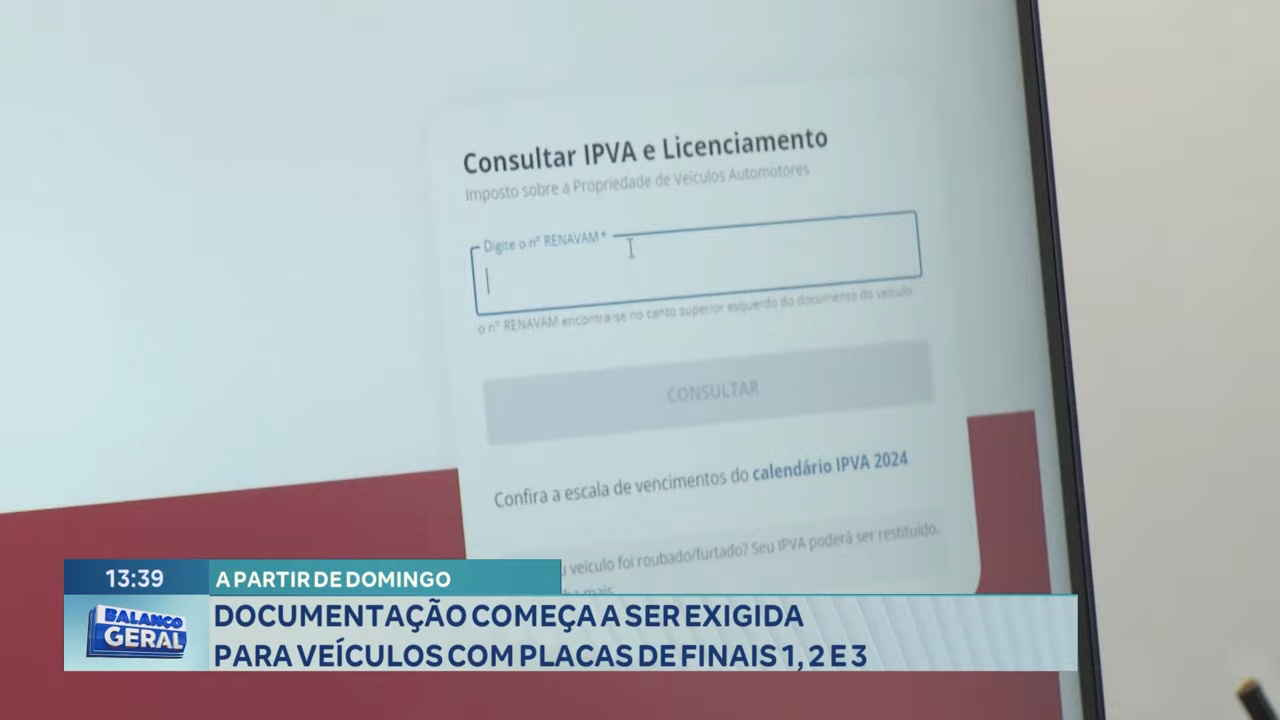 Consultar IPVA e Licenciamento
Imposto sobre a Propriedade de Veículos Automotores
Digite o nº RENAVAM *
o nº RENAVAM encontra-se no canto superior esquerdo do documento do veículo
CONSULTAR
Confira a escala de vencimentos do calendário IPVA 2024
veículo foi roubado/furtado? Seu IPVA poderá ser restituído.
mais
13:39
A PARTIR DE DOMINGO
BALANÇO
GERAL
DOCUMENTAÇÃO COMEÇA A SER EXIGIDA
PARA VEÍCULOS COM PLACAS DE FINAIS 1, 2 E 3